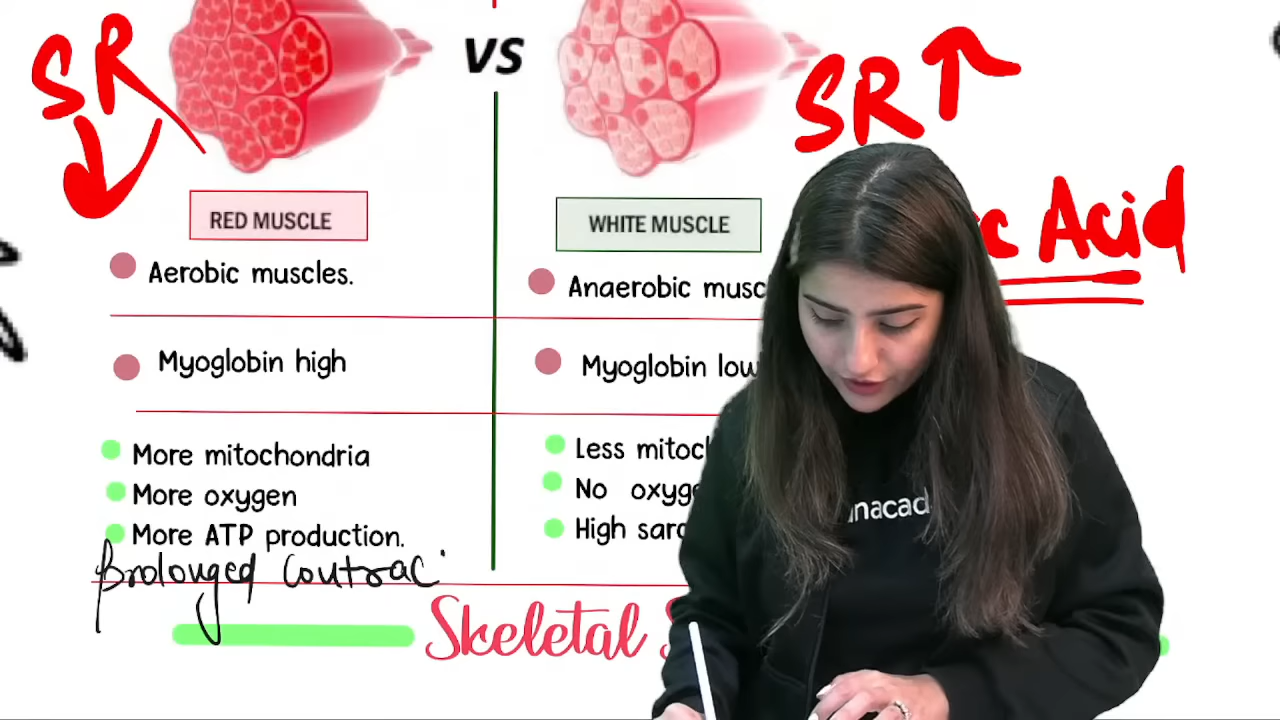 SR
VS
SR
RED MUSCLE
WHITE MUSCLE
Acid
Aerobic muscles.
Anaerobic musc
Myoglobin high
Myoglobin low
More mitochondria
More oxygen
More ATP production.
Less mitoc
No oxyge
High sarc
Prolonged Contrac
Skeletal
nacad